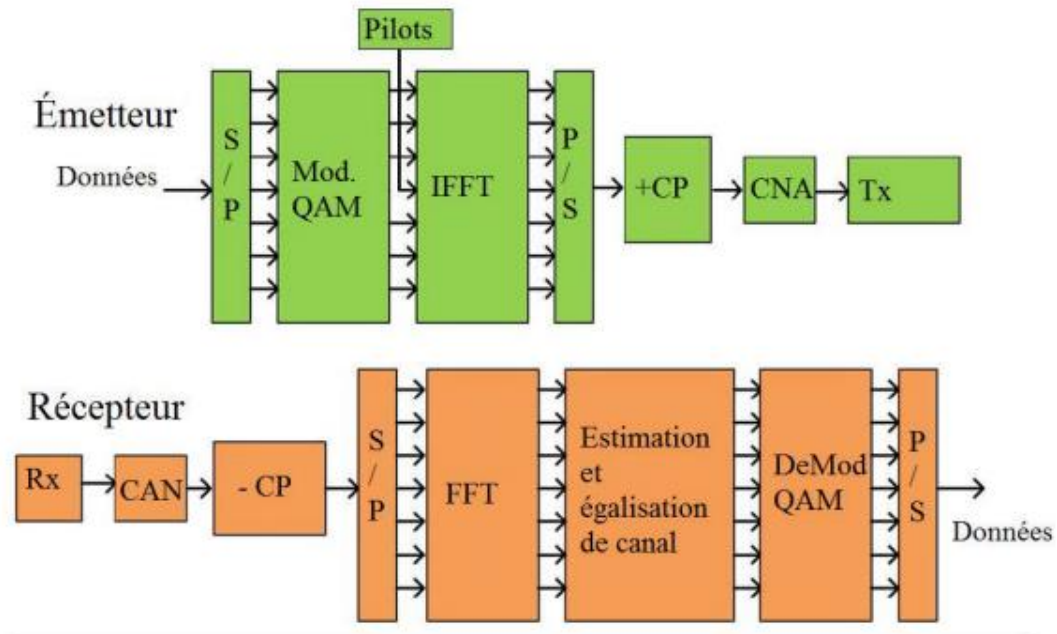 Pilots
Émetteur
Données
S
/
P
Mod.
QAM
IFFT
P
/
S
+CP
CNA
Tx
Récepteur
Rx
CAN
- CP
S
/
P
FFT
Estimation
et
égalisation
de canal
DeMod
QAM
P
/
S
Données